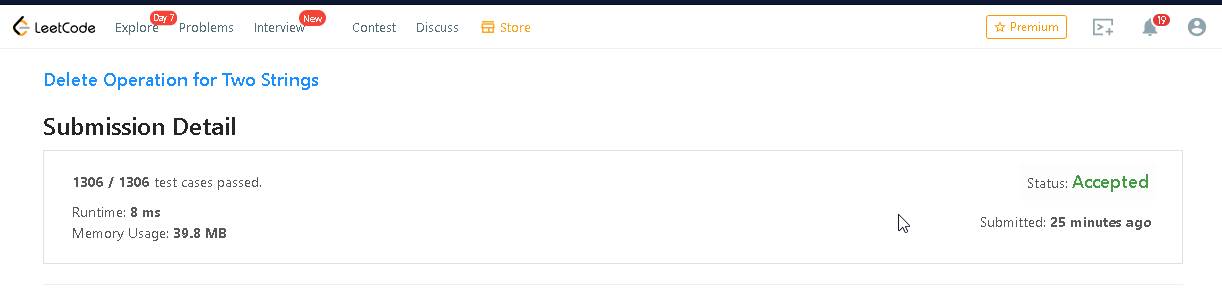 LeetCode Explore Day 7 Problems Interview New Contest Discuss Store Premium 19
Delete Operation for Two Strings
Submission Detail
1306 / 1306 test cases passed. Status: Accepted
Runtime: 8 ms
Submitted: 25 minutes ago
Memory Usage: 39.8 MB